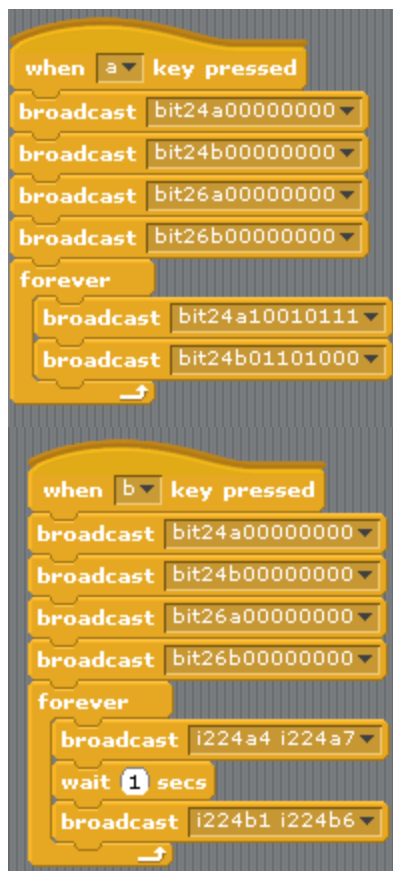 when a key pressed
broadcast bit24a00000000
broadcast bit24b00000000
broadcast bit26a00000000
broadcast bit26b00000000
forever
broadcast bit24a10010111
broadcast bit24b01101000
when b key pressed
broadcast bit24a00000000
broadcast bit24b00000000
broadcast bit26a00000000
broadcast bit26b00000000
forever
broadcast i224a4 i224a7
wait 1 secs
broadcast i224b1 i224b6